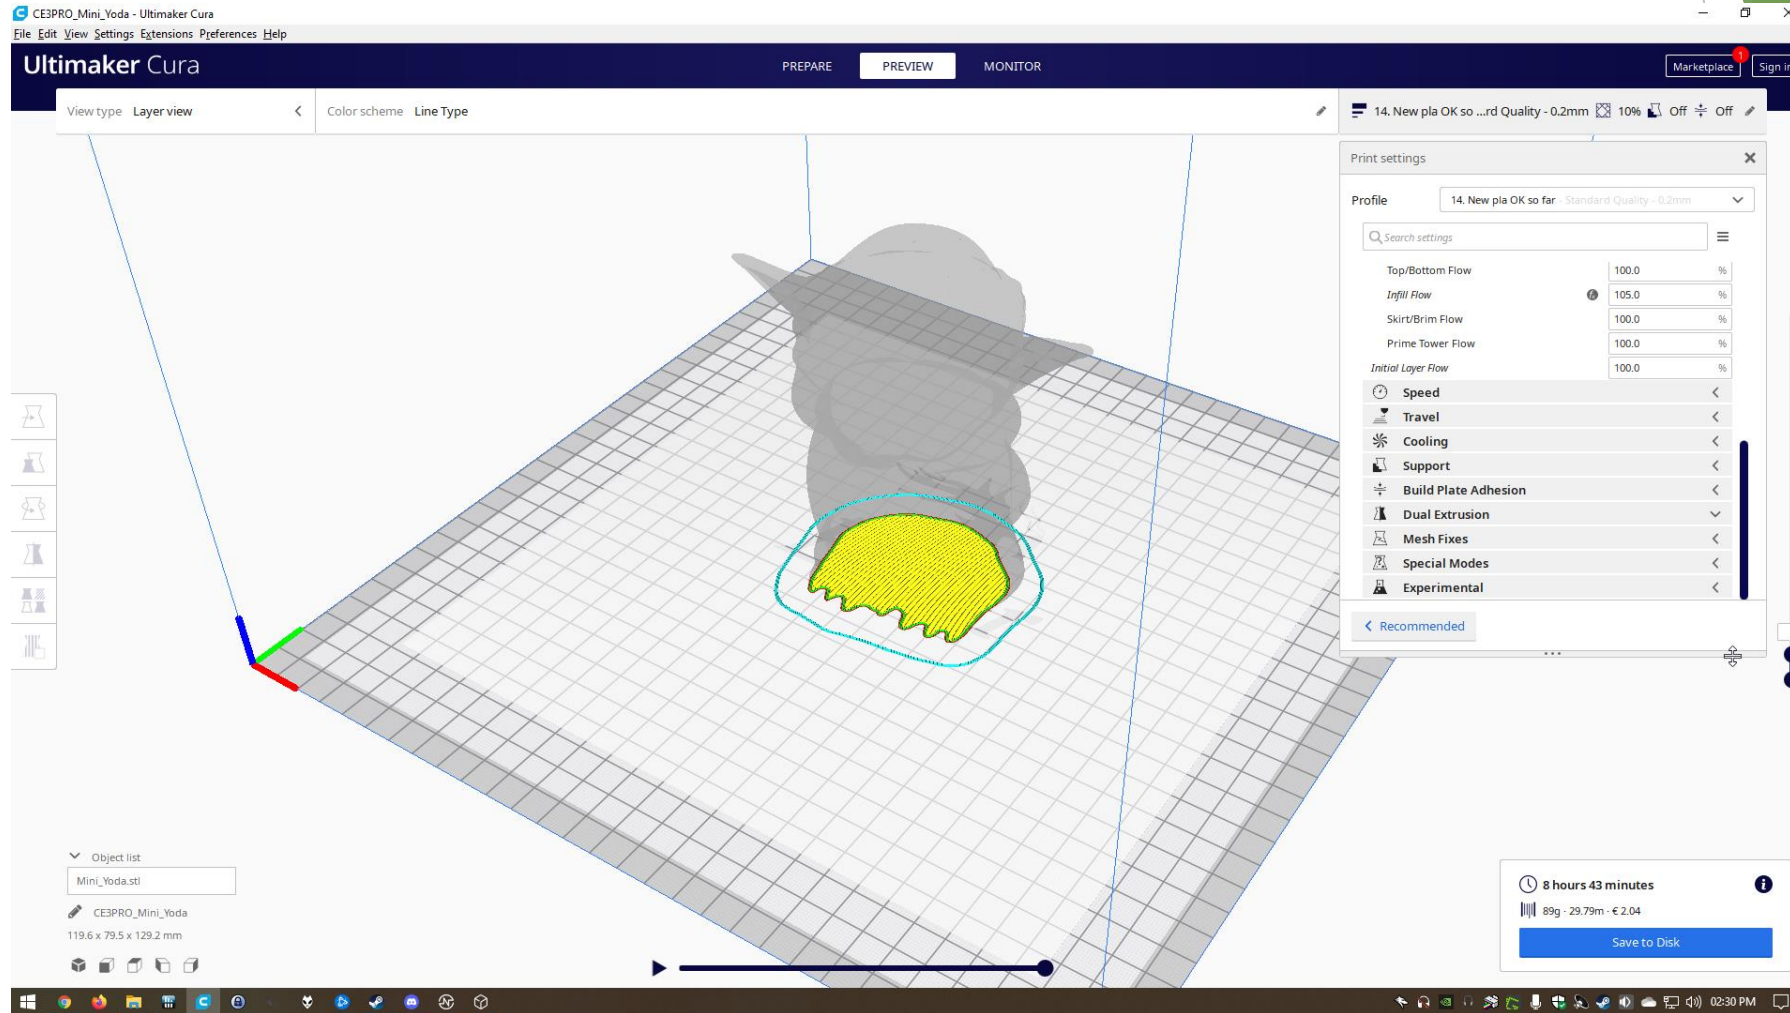 CE3PRO_Mini_Yoda - Ultimaker Cura
File Edit View Settings Extensions Preferences Help
Ultimaker Cura
PREPARE PREVIEW MONITOR
Marketplace 1 Sign in
View type Layer view
Color scheme Line Type
14. New pla OK so ...rd Quality - 0.2mm 10% Off Off
Print settings
Profile 14. New pla OK so far - Standard Quality - 0.2mm
Search settings
Top/Bottom Flow 100.0 %
Infill Flow 105.0 %
Skirt/Brim Flow 100.0 %
Prime Tower Flow 100.0 %
Initial Layer Flow 100.0 %
Speed
Travel
Cooling
Support
Build Plate Adhesion
Dual Extrusion
Mesh Fixes
Special Modes
Experimental
Recommended
Object list
Mini_Yoda.stl
CE3PRO_Mini_Yoda
119.6 x 79.5 x 129.2 mm
8 hours 43 minutes
89g · 29.79m · € 2.04
Save to Disk
02:30 PM